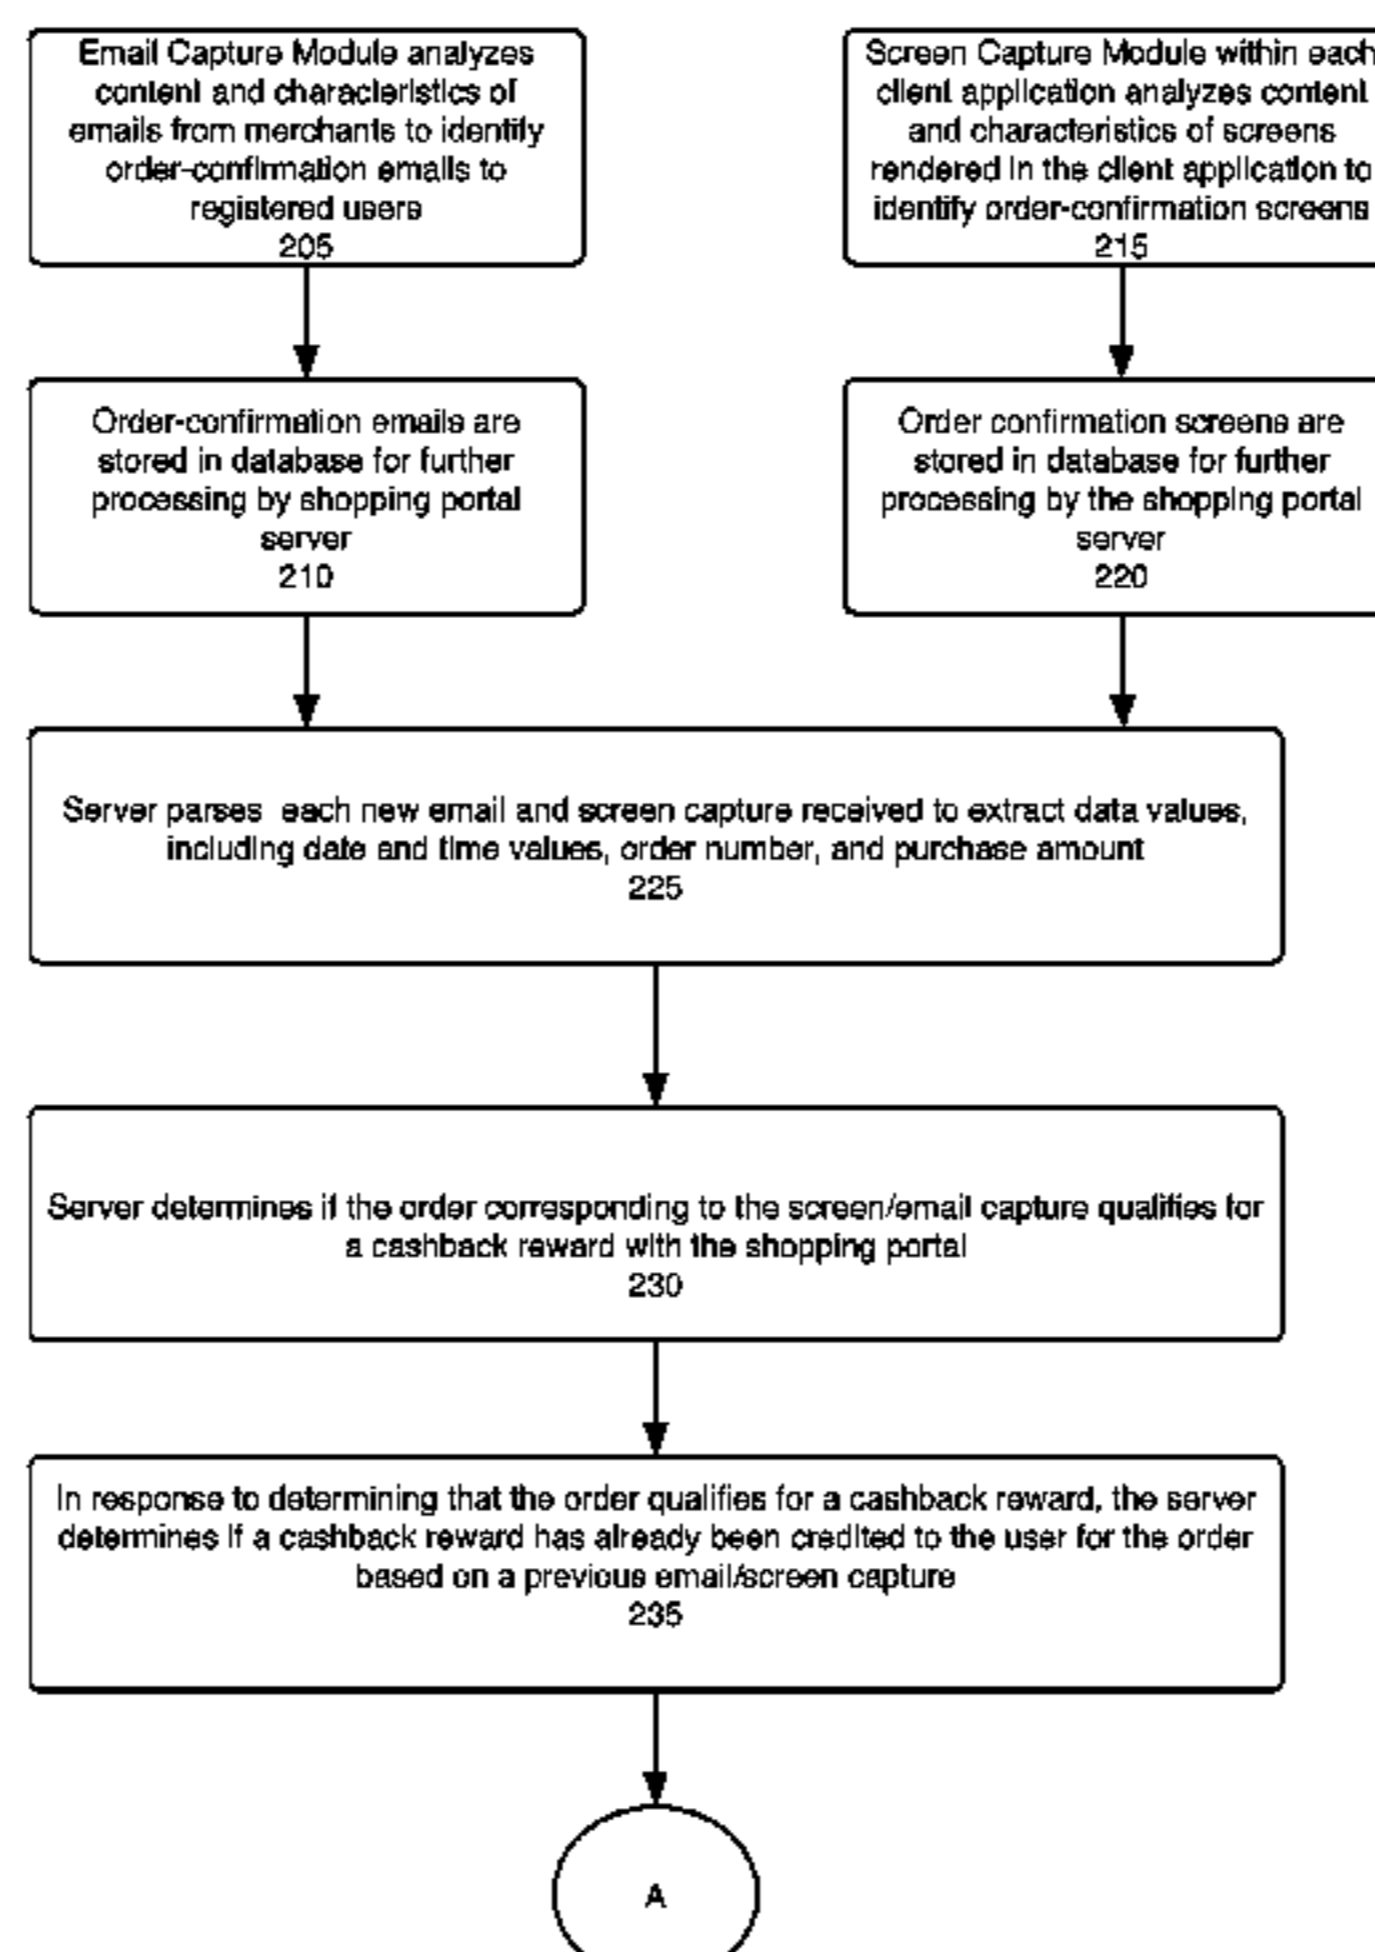 Email Capture Module analyzes
content and characteristics of
emails from merchants to identify
order-confirmation emails to
registered users
205
Screen Capture Module within each
client application analyzes content
and characteristics of screens
rendered in the client application to
identify order-confirmation screens
215
Order-confirmation emails are
stored in database for further
processing by shopping portal
server
210
Order confirmation screens are
stored in database for further
processing by the shopping portal
server
220
Server parses each new email and screen capture received to extract data values,
including date and time values, order number, and purchase amount
225
Server determines if the order corresponding to the screen/email capture qualifies for
a cashback reward with the shopping portal
230
In response to determining that the order qualifies for a cashback reward, the server
determines if a cashback reward has already been credited to the user for the order
based on a previous email/screen capture
235
A